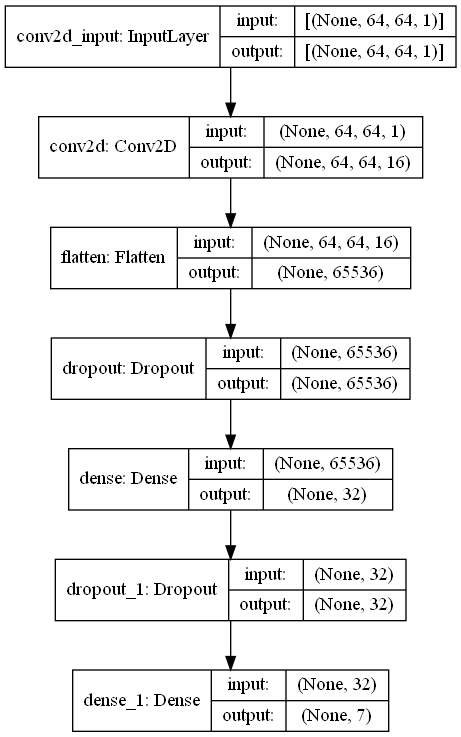 conv2d_input: InputLayer
input: [(None, 64, 64, 1)]
output: [(None, 64, 64, 1)]
conv2d: Conv2D
input: (None, 64, 64, 1)
output: (None, 64, 64, 16)
flatten: Flatten
input: (None, 64, 64, 16)
output: (None, 65536)
dropout: Dropout
input: (None, 65536)
output: (None, 65536)
dense: Dense
input: (None, 65536)
output: (None, 32)
dropout_1: Dropout
input: (None, 32)
output: (None, 32)
dense_1: Dense
input: (None, 32)
output: (None, 7)